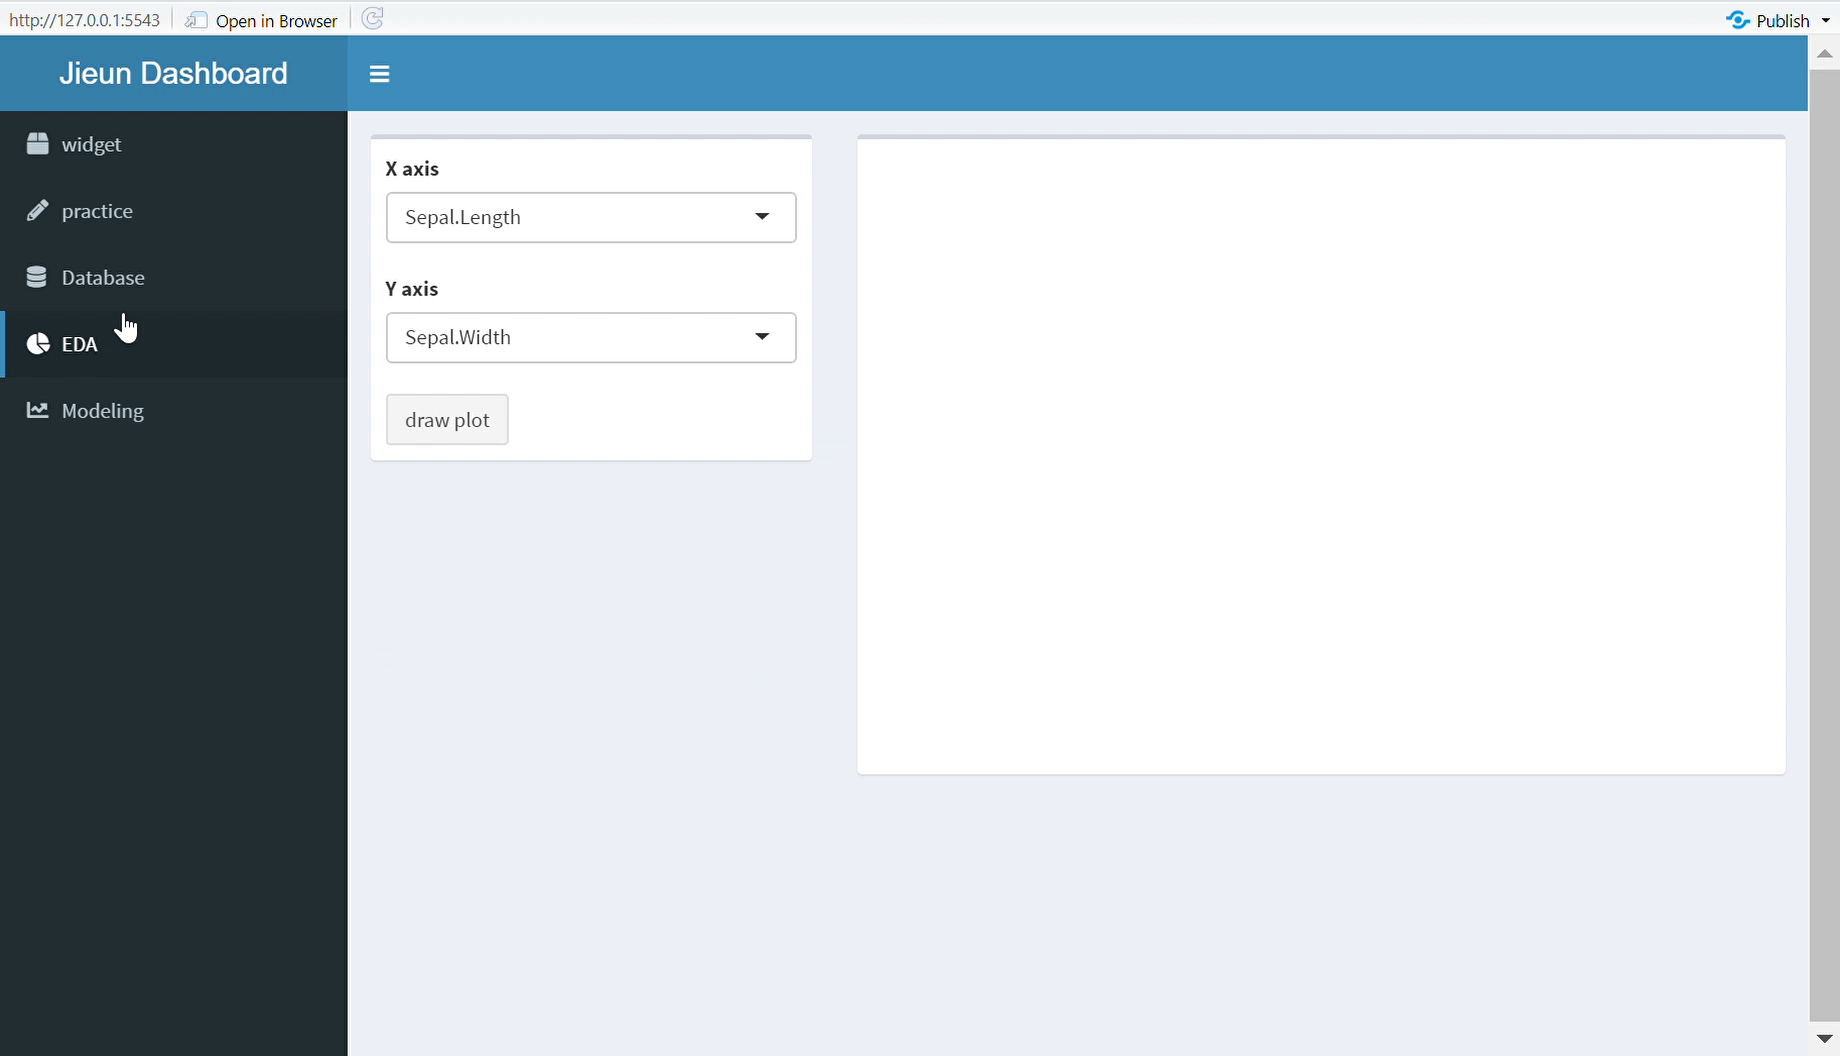 http://127.0.0.1:5543 Open in Browser Publish
Jieun Dashboard
widget
practice
Database
EDA
Modeling
X axis
Sepal.Length
Y axis
Sepal.Width
draw plot